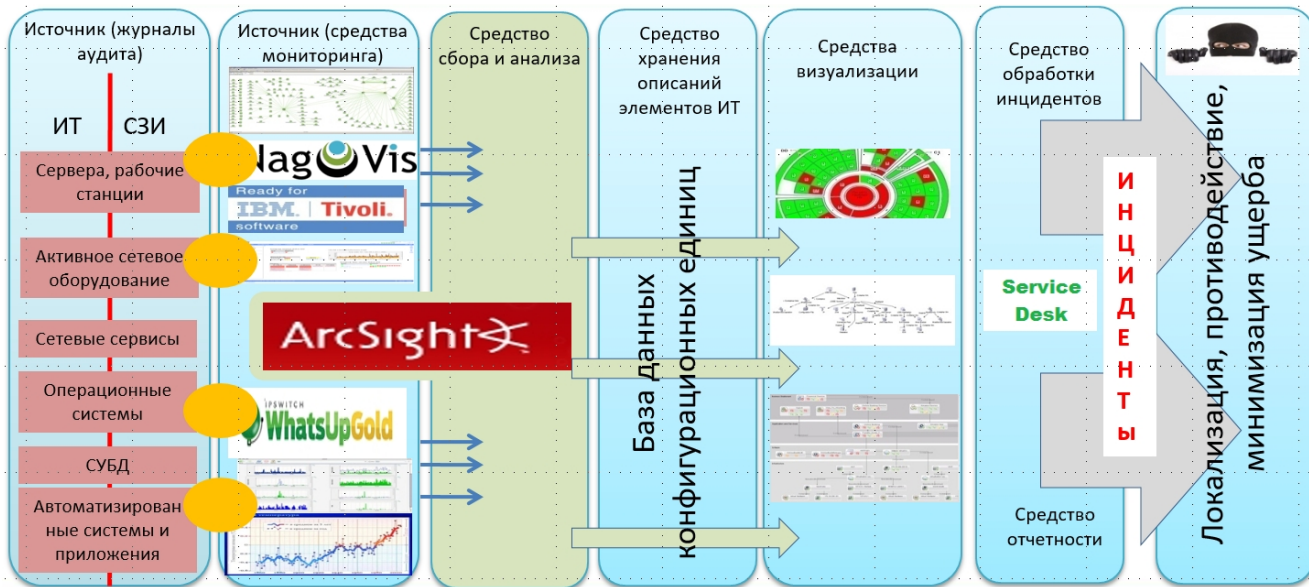 Источник (журналы
аудита)
ИТ
СЗИ
Сервера, рабочие
станции
Активное сетевое
оборудование
Сетевые сервисы
Операционные
системы
СУБД
Автоматизирован
ные системы и
приложения
Источник (средства
мониторинга)
NagVis
Ready for
IBM. Tivoli.
software
ArcSight
IPSWITCH
WhatsUpGold
Средство
сбора и анализа
Средство
хранения
описаний
элементов ИТ
База данных
конфигурационных единиц
Средства
визуализации
Средство
обработки
инцидентов
Service
Desk
Средство
отчетности
ИНЦИДЕНТы
Локализация, противодействие,
минимизация ущерба